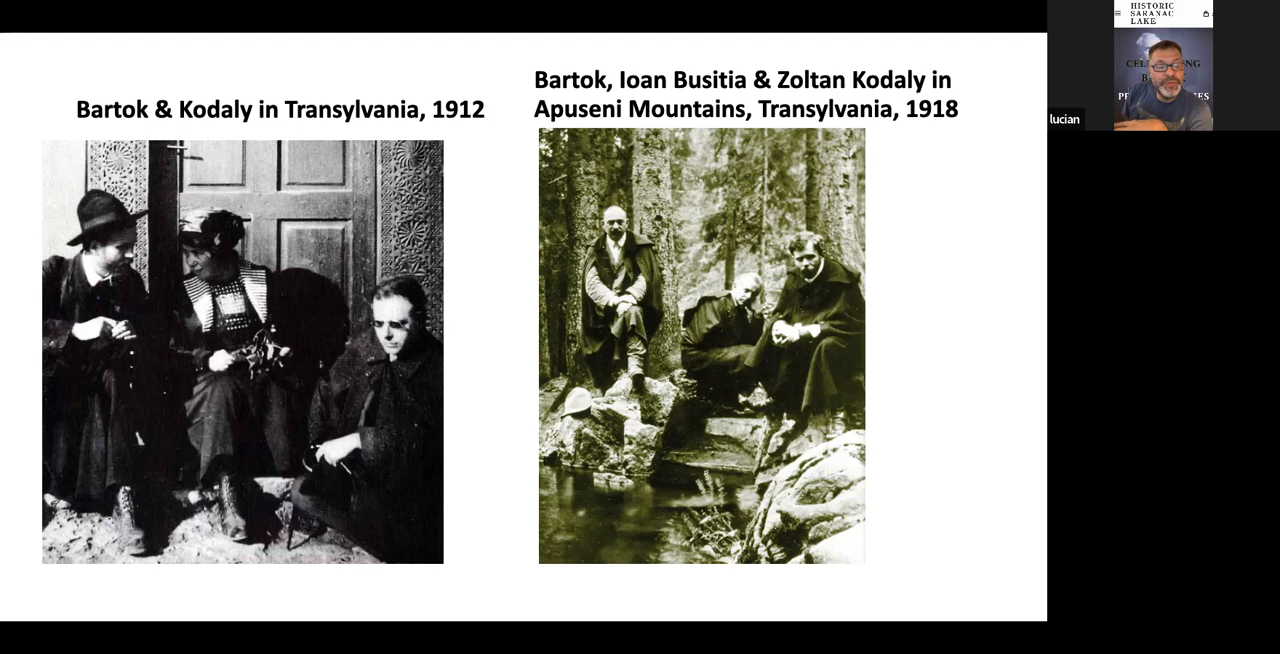 Bartok & Kodaly in Transylvania, 1912
Bartok, Ioan Busitia & Zoltan Kodaly in
Apuseni Mountains, Transylvania, 1918
HISTORIC
SARANAC
LAKE
lucian